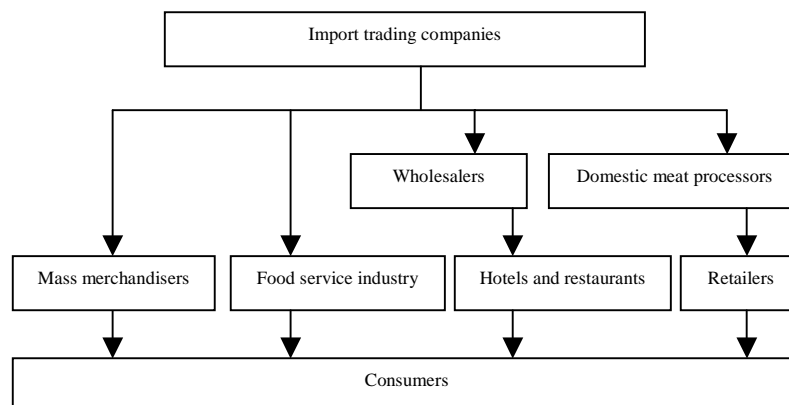 Import trading companies
Wholesalers
Domestic meat processors
Mass merchandisers
Food service industry
Hotels and restaurants
Retailers
Consumers